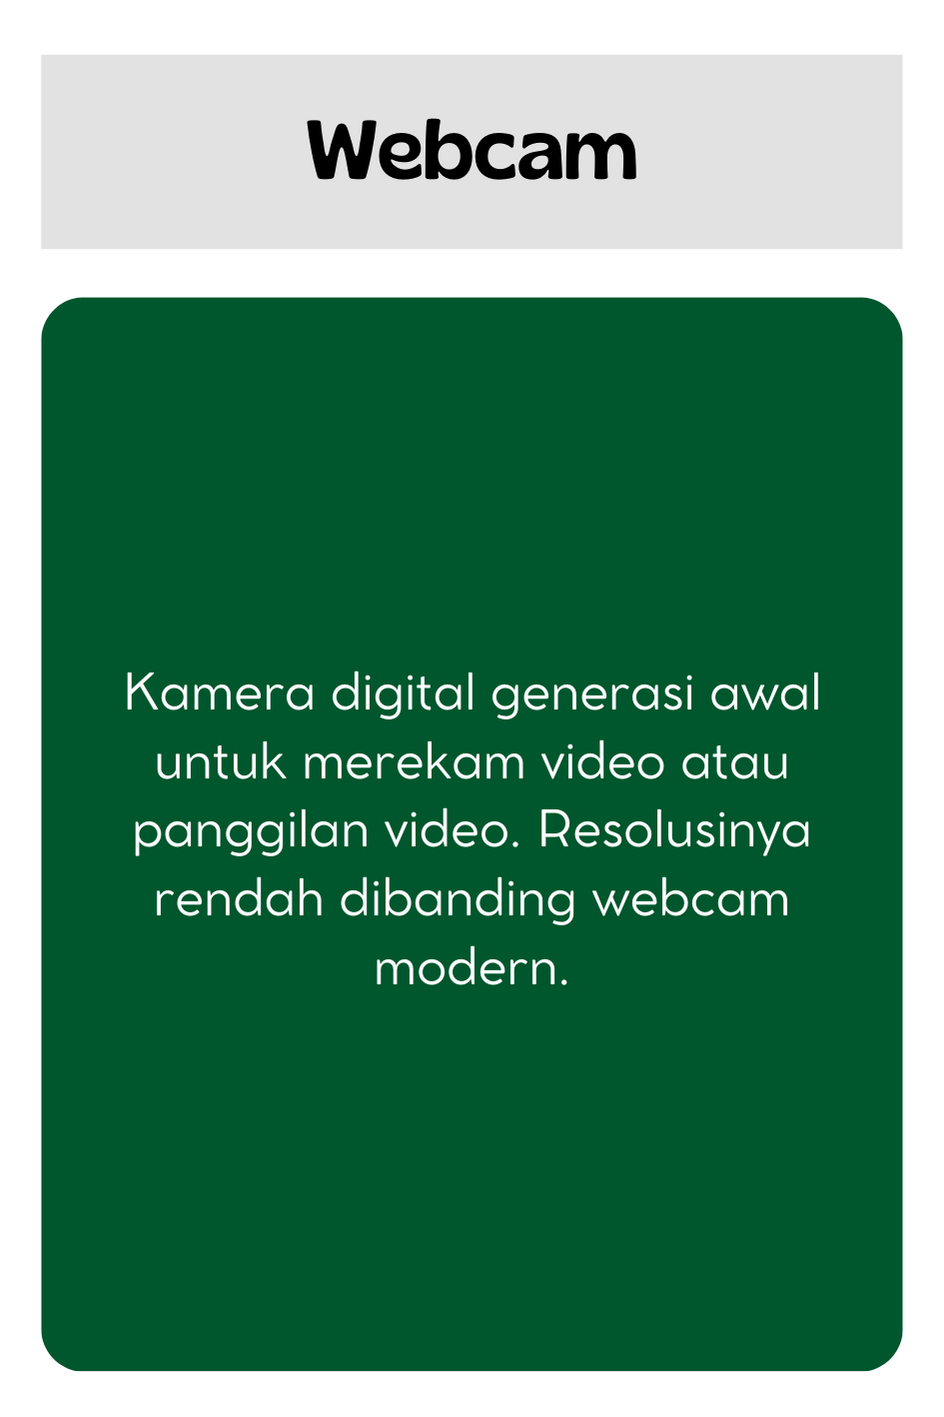 Webcam
Kamera digital generasi awal
untuk merekam video atau
panggilan video. Resolusinya
rendah dibanding webcam
modern.